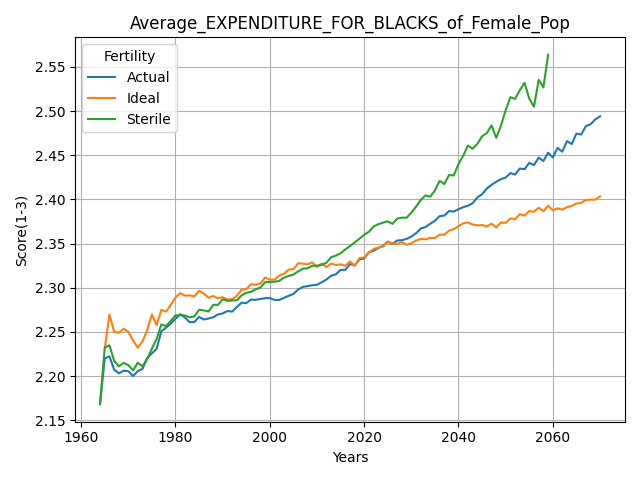 Average_EXPENDITURE_FOR_BLACKS_of_Female_Pop
Fertility
Actual
Ideal
Sterile
Score(1-3)
2.55
2.50
2.45
2.40
2.35
2.30
2.25
2.20
2.15
1960 1980 2000 2020 2040 2060
Years